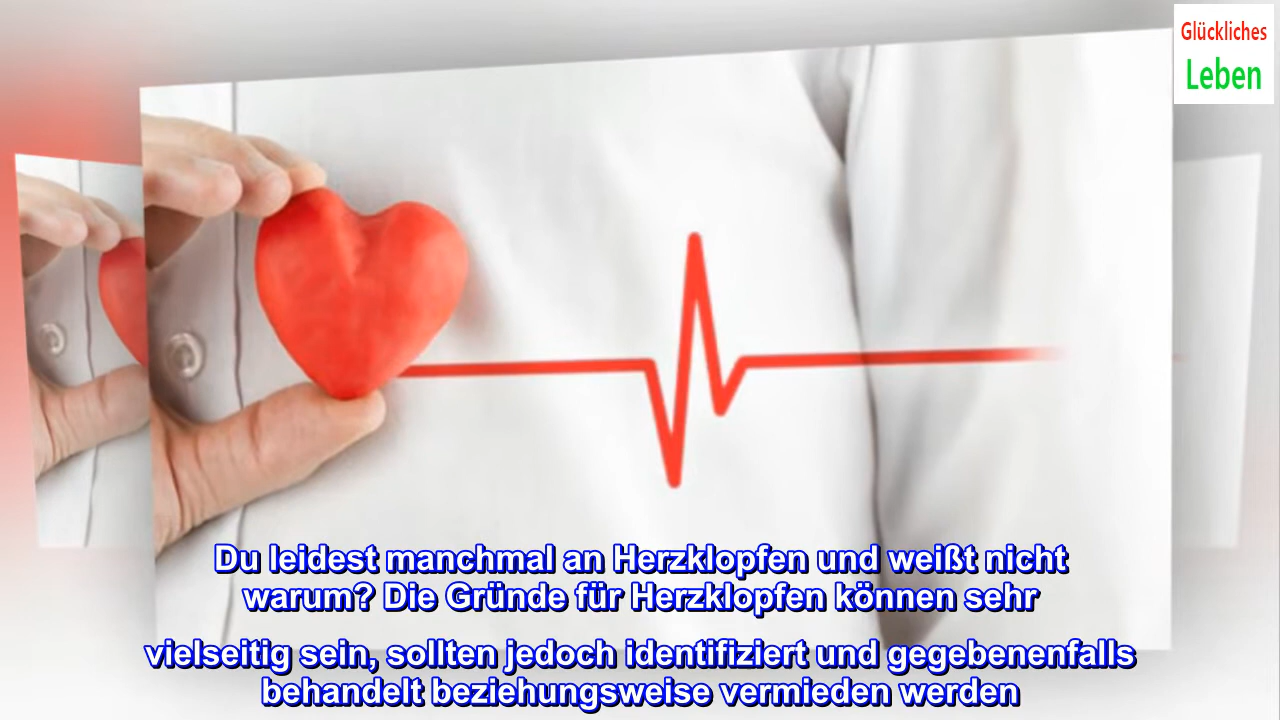 Glückliches
Leben
Du leidest manchmal an Herzklopfen und weißt nicht
warum? Die Gründe für Herzklopfen können sehr
vielseitig sein, sollten jedoch identifiziert und gegebenenfalls
behandelt beziehungsweise vermieden werden